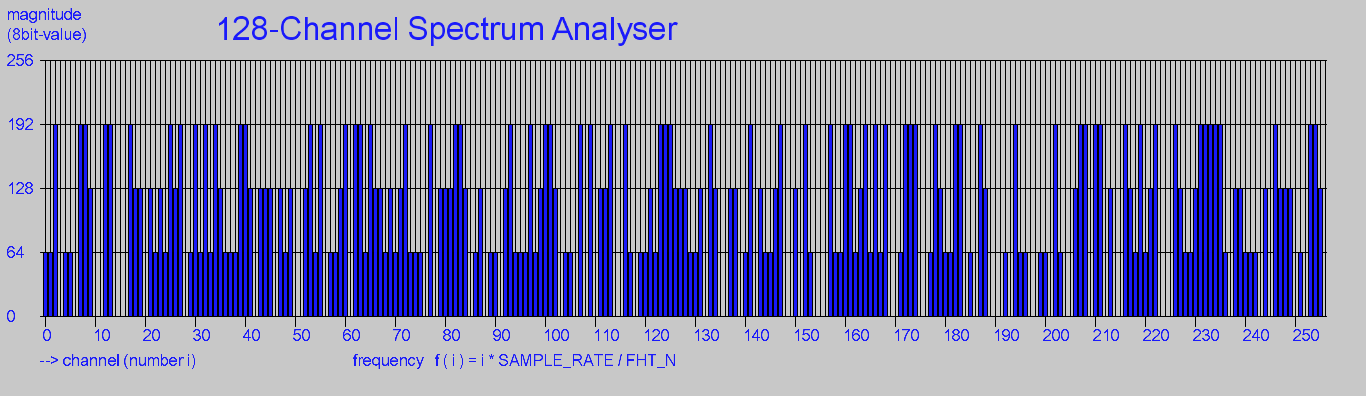 magnitude
(8bit-value)
128-Channel Spectrum Analyser
256
192
128
64
0
0 10 20 30 40 50 60 70 80 90 100 110 120 130 140 150 160 170 180 190 200 210 220 230 240 250
--> channel (number i)
frequency f ( i ) = i * SAMPLE_RATE / FHT_N